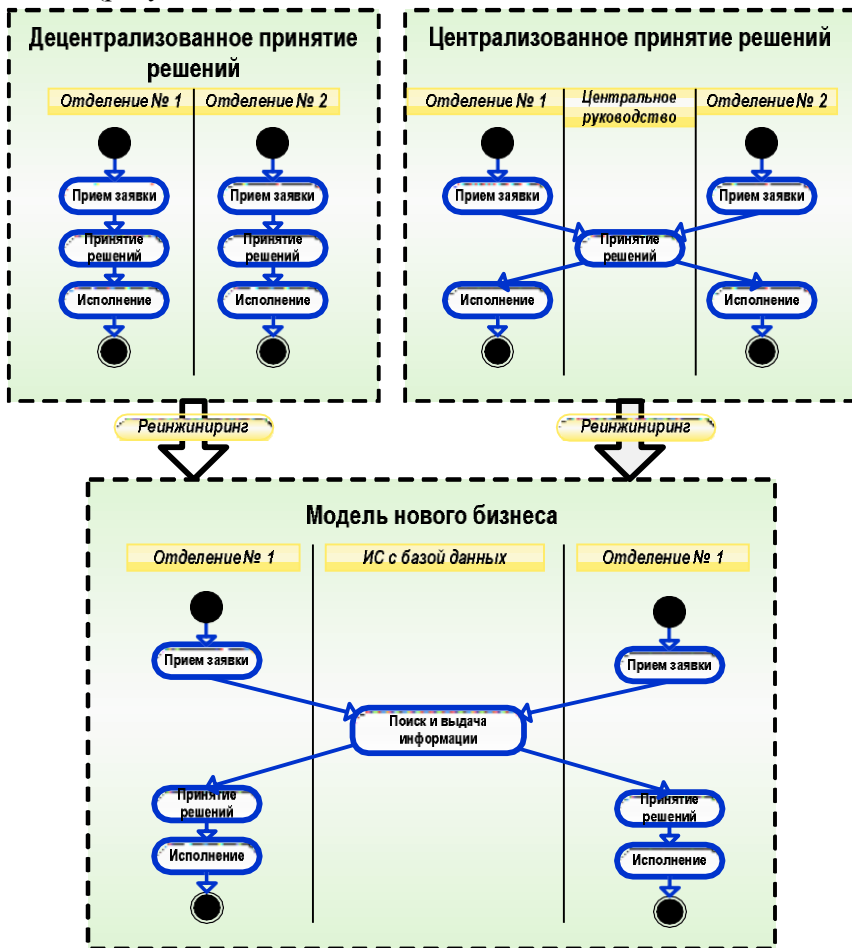 Децентрализованное принятие
решений
Отделение № 1
Отделение № 2
Прием заявки
Прием заявки
Принятие
решений
Принятие
решений
Исполнение
Исполнение
Централизованное принятие решений
Отделение № 1
Центральное
руководство
Отделение № 2
Прием заявки
Прием заявки
Принятие
решений
Исполнение
Исполнение
Реинжиниринг
Реинжиниринг
Модель нового бизнеса
Отделение № 1
ИС с базой данных
Отделение № 1
Прием заявки
Прием заявки
Поиск и выдача
информации
Принятие
решений
Принятие
решений
Исполнение
Исполнение